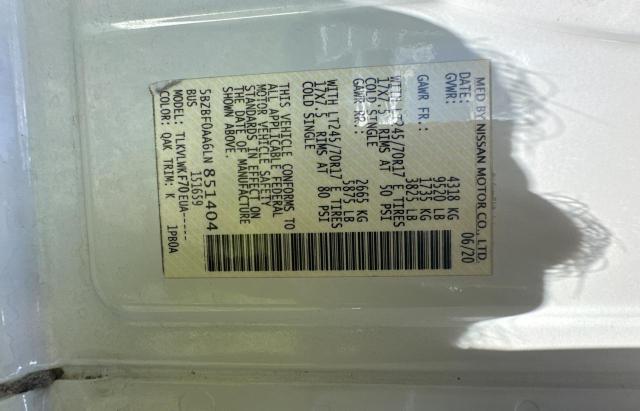 MFD BY NISSAN MOTOR CO., LTD.
DATE: 06/20
GVWR: 4318 KG
9520 LB
GAWR FR.: 1735 KG
3825 LB
WITH LT245/70R17 E TIRES
17X7.5 RIMS AT 50 PSI
COLD SINGLE
GAWR RR.: 2665 KG
5875 LB
WITH LT245/70R17 E TIRES
17X7.5 RIMS AT 80 PSI
COLD SINGLE
THIS VEHICLE CONFORMS TO
ALL APPLICABLE FEDERAL
MOTOR VEHICLE SAFETY
STANDARDS IN EFFECT ON
THE DATE OF MANUFACTURE
SHOWN ABOVE.
5BZBF0AA6LN 851404
BUS 151659
MODEL: TLKVLWKF70EUA-----
COLOR: QAK TRIM: K 1PB0A